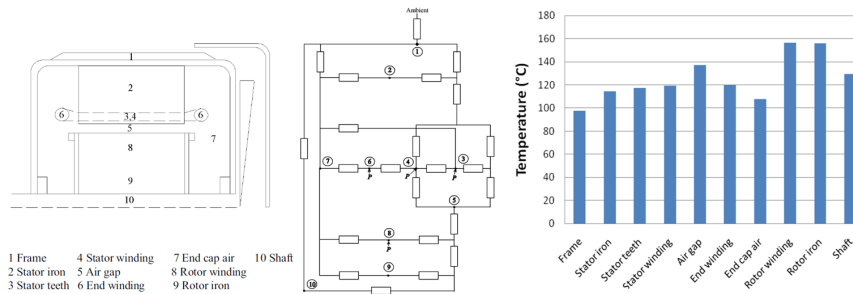 1
2
6
3,4
6
5
7
8
9
10
1 Frame 4 Stator winding 7 End cap air 10 Shaft
2 Stator iron 5 Air gap 8 Rotor winding
3 Stator teeth 6 End winding 9 Rotor iron
Ambient
1
2
7 6 4 3
P P P
5
8
P
9
10
Temperature (°C)
180
160
140
120
100
80
60
40
20
0
Frame
Stator iron
Stator teeth
Stator winding
Air gap
End winding
End cap air
Rotor winding
Rotor iron
Shaft